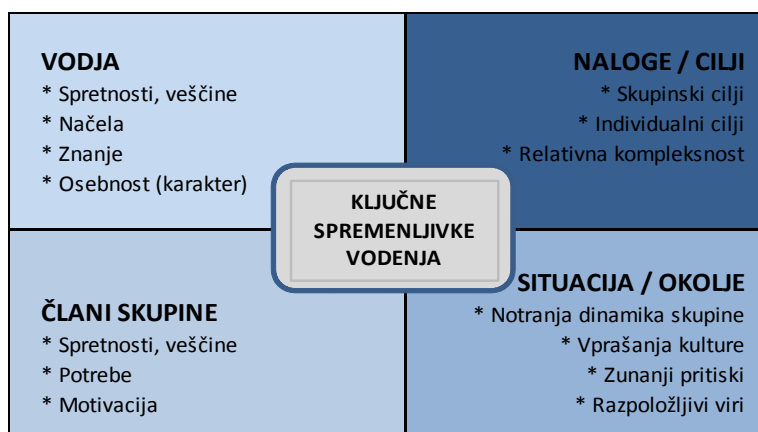 VODJA
* Spretnosti, veščine
* Načela
* Znanje
* Osebnost (karakter)
NALOGE / CILJI
* Skupinski cilji
* Individualni cilji
* Relativna kompleksnost
KLJUČNE
SPREMENLJIVKE
VODENJA
ČLANI SKUPINE
* Spretnosti, veščine
* Potrebe
* Motivacija
SITUACIJA / OKOLJE
* Notranja dinamika skupine
* Vprašanja kulture
* Zunanji pritiski
* Razpoložljivi viri